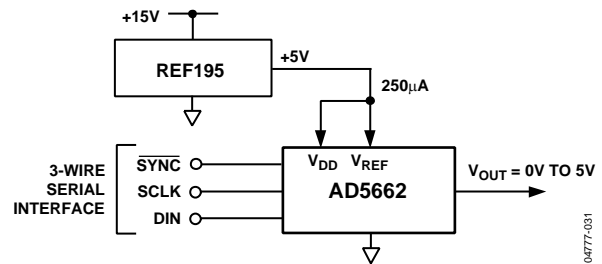 +15V
REF195
+5V
250μA
3-WIRE
SERIAL
INTERFACE
SYNC
SCLK
DIN
VDD VREF
AD5662
VOUT = 0V TO 5V
04777-031